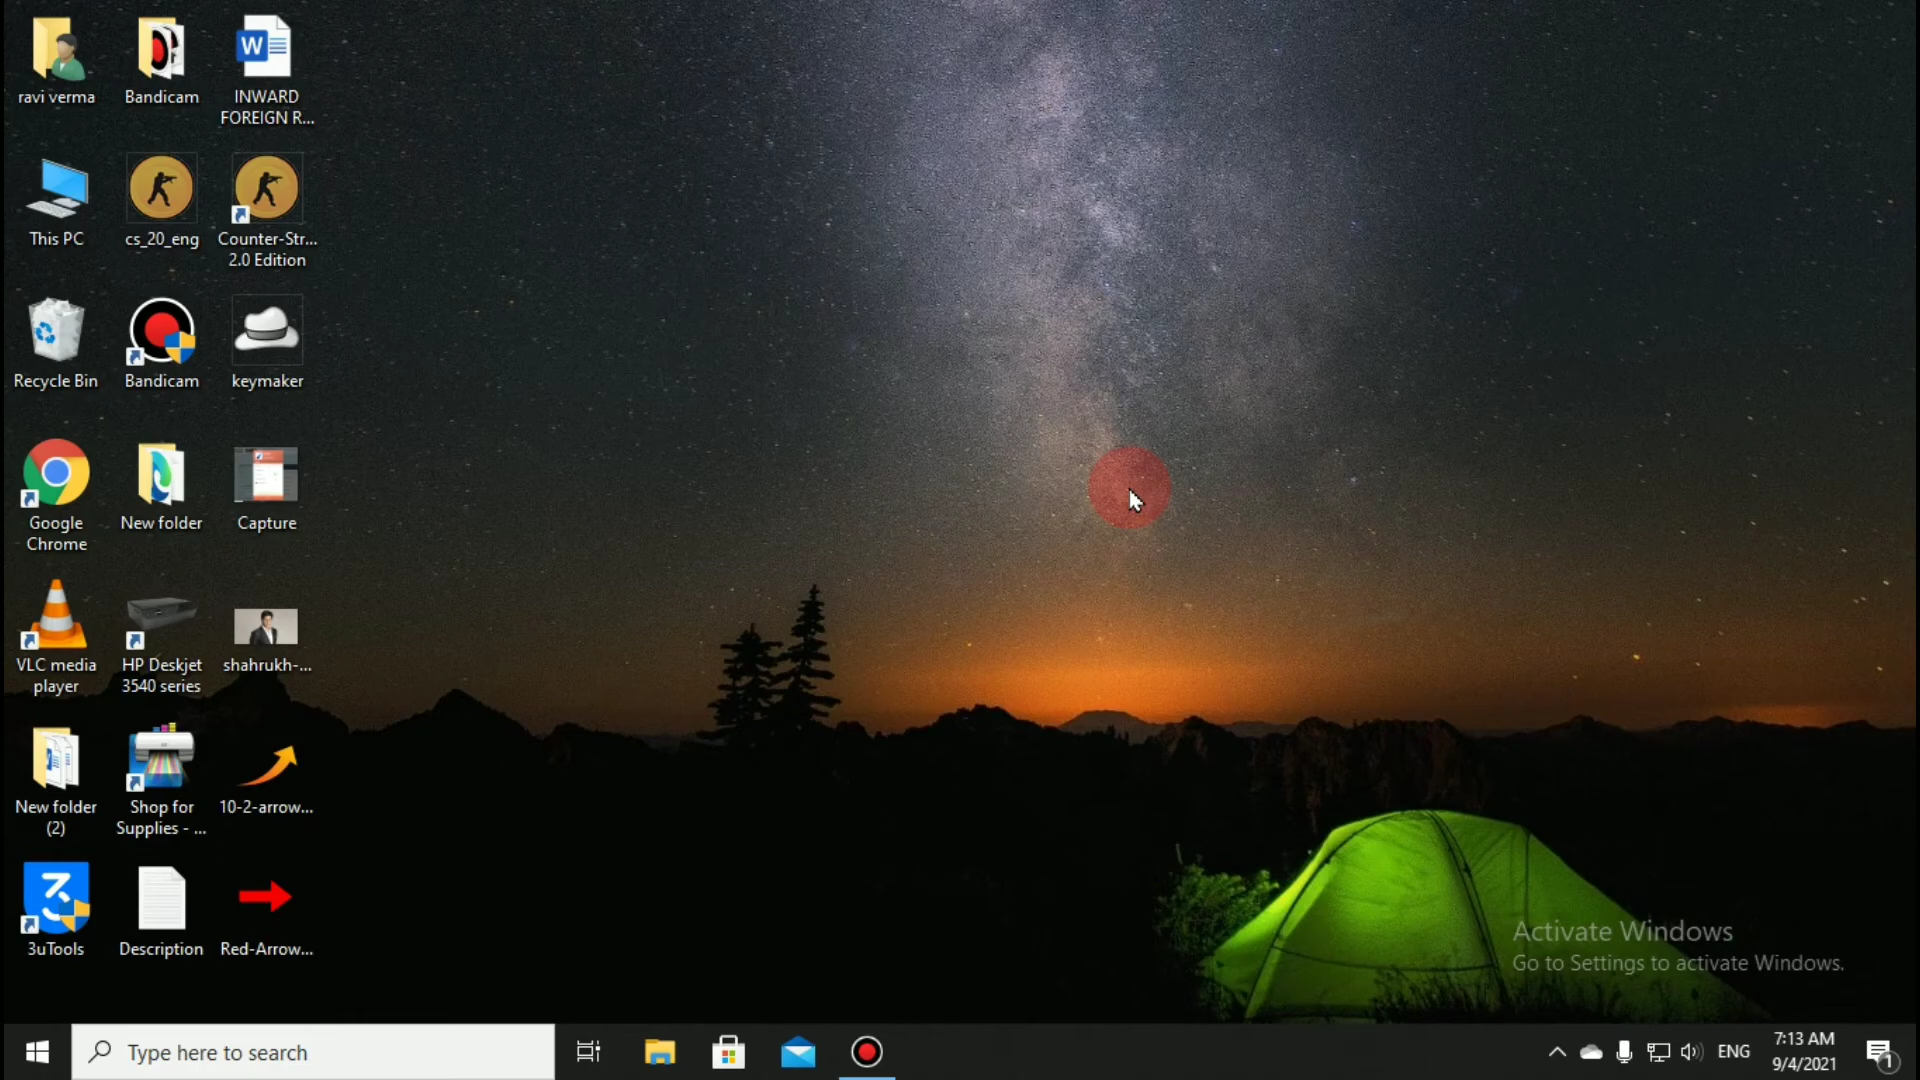 ravi verma
Bandicam
INWARD
FOREIGN R...
This PC
cs_20_eng
Counter-Str...
2.0 Edition
Recycle Bin
Bandicam
keymaker
Google
Chrome
New folder
Capture
VLC media
player
HP Deskjet
3540 series
shahrukh-...
New folder
(2)
Shop for
Supplies - ...
10-2-arrow...
3uTools
Description
Red-Arrow...
Activate Windows
Go to Settings to activate Windows.
Type here to search
ENG
7:13 AM
9/4/2021
1